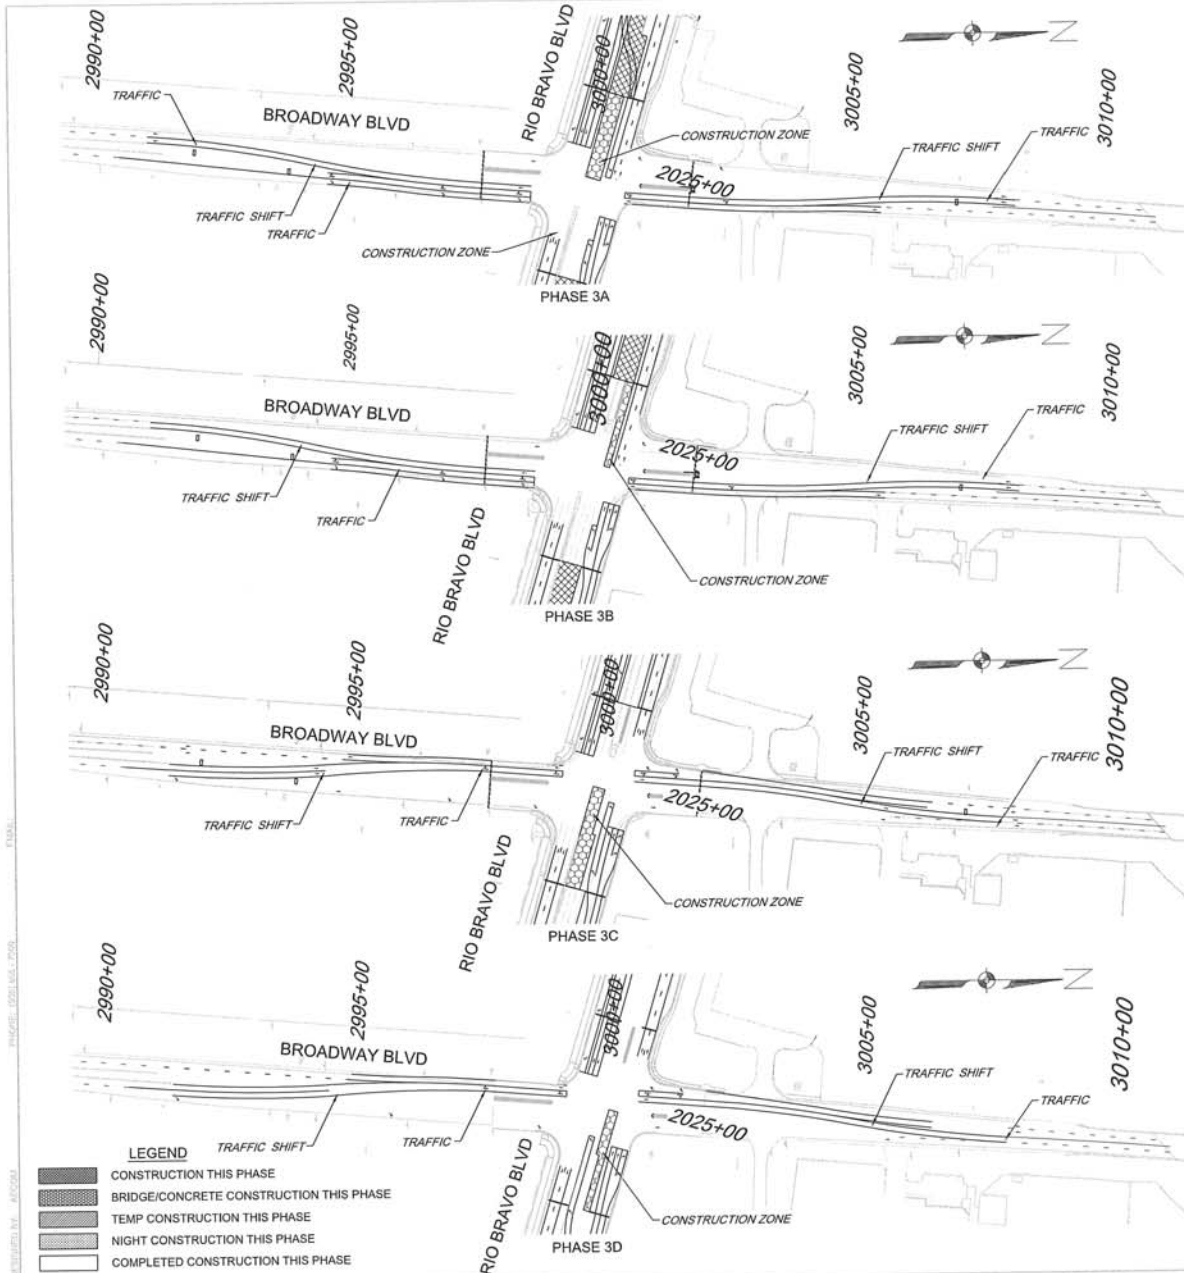 2990+00
2995+00
RIO BRAVO BLVD
3000+00
3005+00
3010+00
Z
TRAFFIC
BROADWAY BLVD
CONSTRUCTION ZONE
TRAFFIC SHIFT
TRAFFIC
2025+00
TRAFFIC SHIFT
TRAFFIC
CONSTRUCTION ZONE
PHASE 3A
2990+00
2995+00
3000+00
3005+00
3010+00
Z
BROADWAY BLVD
TRAFFIC
TRAFFIC SHIFT
2025+00
TRAFFIC SHIFT
TRAFFIC
RIO BRAVO BLVD
CONSTRUCTION ZONE
PHASE 3B
2990+00
2995+00
3000+00
3005+00
3010+00
Z
BROADWAY BLVD
TRAFFIC SHIFT
TRAFFIC
2025+00
TRAFFIC SHIFT
TRAFFIC
RIO BRAVO BLVD
CONSTRUCTION ZONE
PHASE 3C
2990+00
2995+00
3000+00
3005+00
3010+00
Z
BROADWAY BLVD
TRAFFIC SHIFT
TRAFFIC
2025+00
TRAFFIC SHIFT
TRAFFIC
RIO BRAVO BLVD
CONSTRUCTION ZONE
PHASE 3D
LEGEND
CONSTRUCTION THIS PHASE
BRIDGE/CONCRETE CONSTRUCTION THIS PHASE
TEMP CONSTRUCTION THIS PHASE
NIGHT CONSTRUCTION THIS PHASE
COMPLETED CONSTRUCTION THIS PHASE